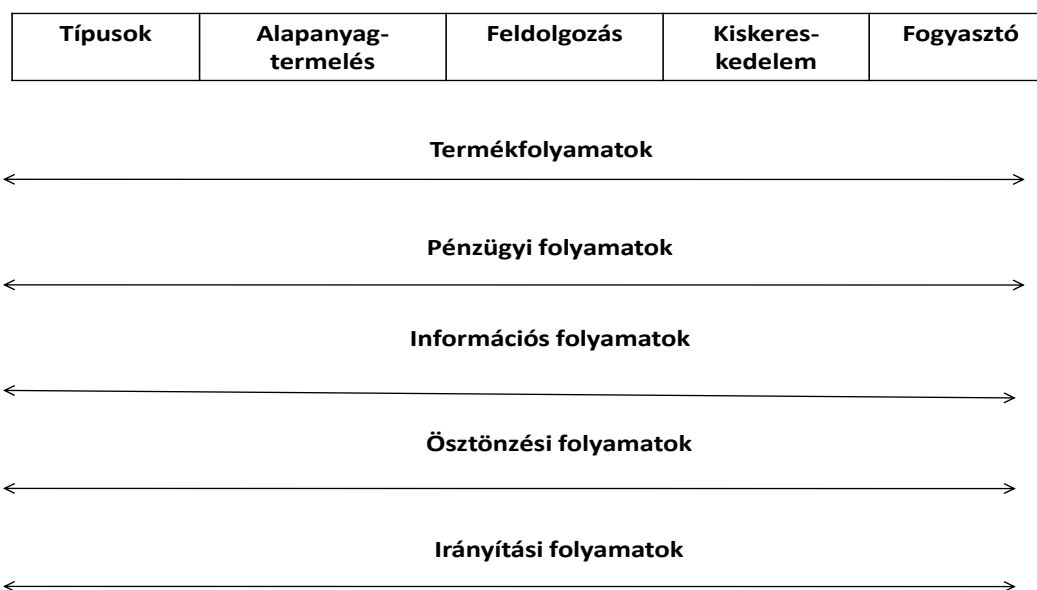 Típusok
Alapanyag-
termelés
Feldolgozás
Kiskeres-
kedelem
Fogyasztó
Termékfolyamatok
Pénzügyi folyamatok
Információs folyamatok
Ösztönzési folyamatok
Irányítási folyamatok